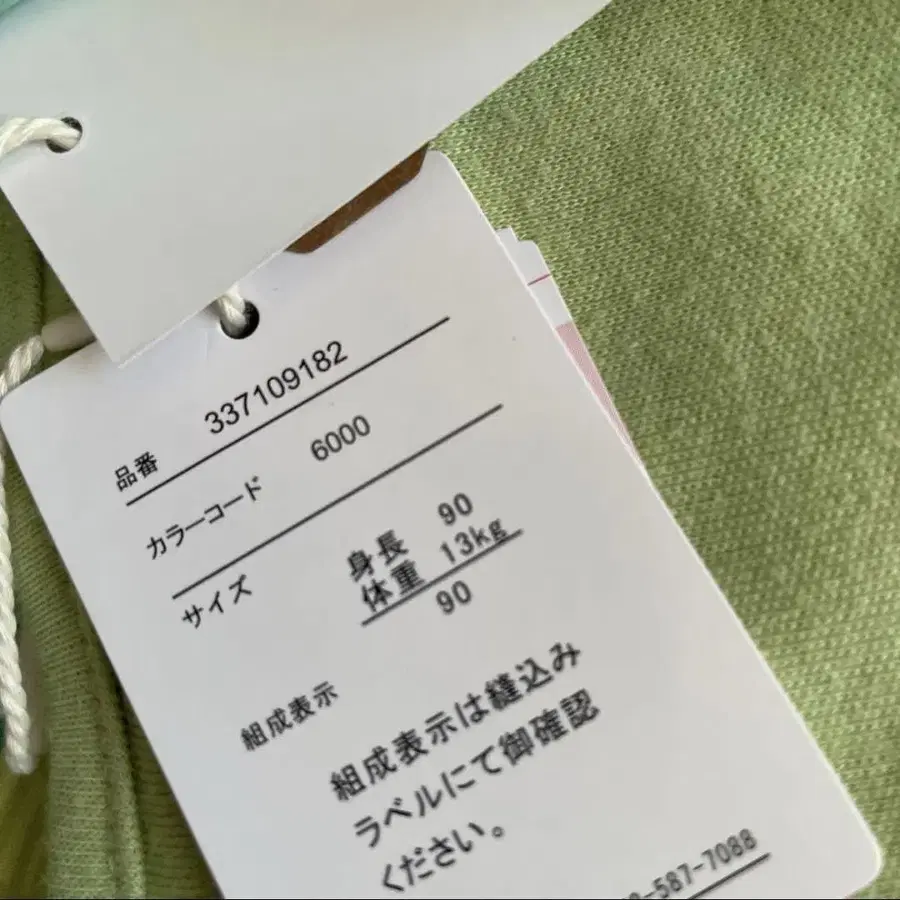 品番 337109182
カラーコード 6000
サイズ 身長 90
体重 13kg
90
組成表示
組成表示は縫込み
ラベルにて御確認
ください。
-587-7088